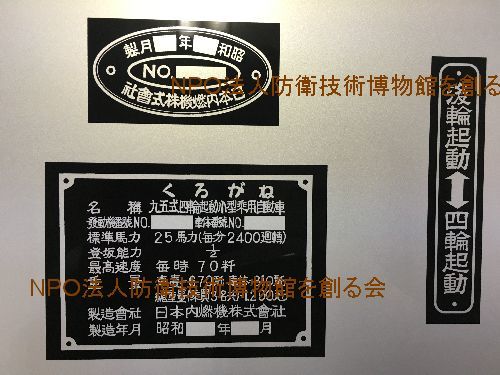 昭和 年 月製
NO
日本内燃機株式會社
NPO法人防衛技術博物館を創る
後輪起動
四輪起動
くろがね
名稱 九五式四輪起動小型乗用自動車
發動機番號NO. 車体番號NO.
標準馬力 25馬力(毎分2400廻轉)
登坂能力 1/2
最高速度 毎時70粁
NPO法人防衛技術博物館を創る会
製造會社 日本内燃機株式會社
製造年月 昭和 年 月